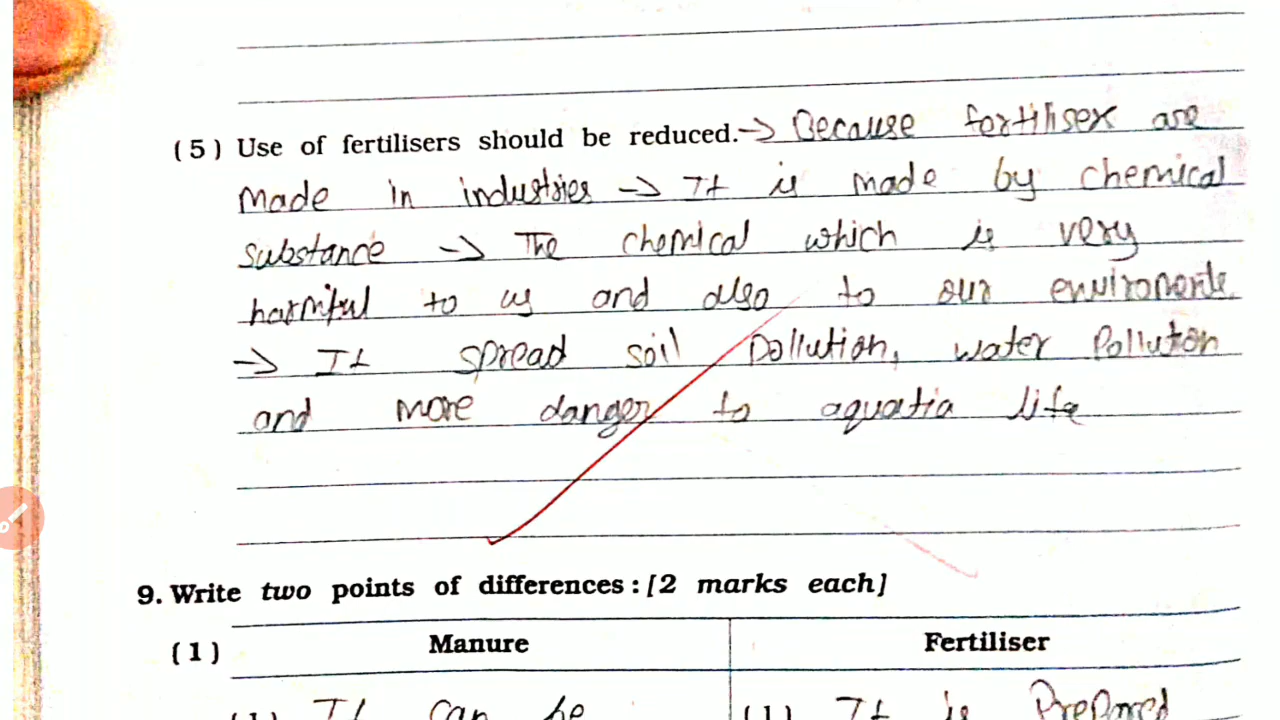 (5) Use of fertilisers should be reduced. → Because fertiliser are
made in industries → It is made by chemical
substance → The chemical which is very
harmful to us and also to our environment.
→ It spread soil pollution, water Pollution
and more danger to aquatia life
9. Write two points of differences : [2 marks each]
(1) Manure Fertiliser
(1) It can be (1) It is Prepared